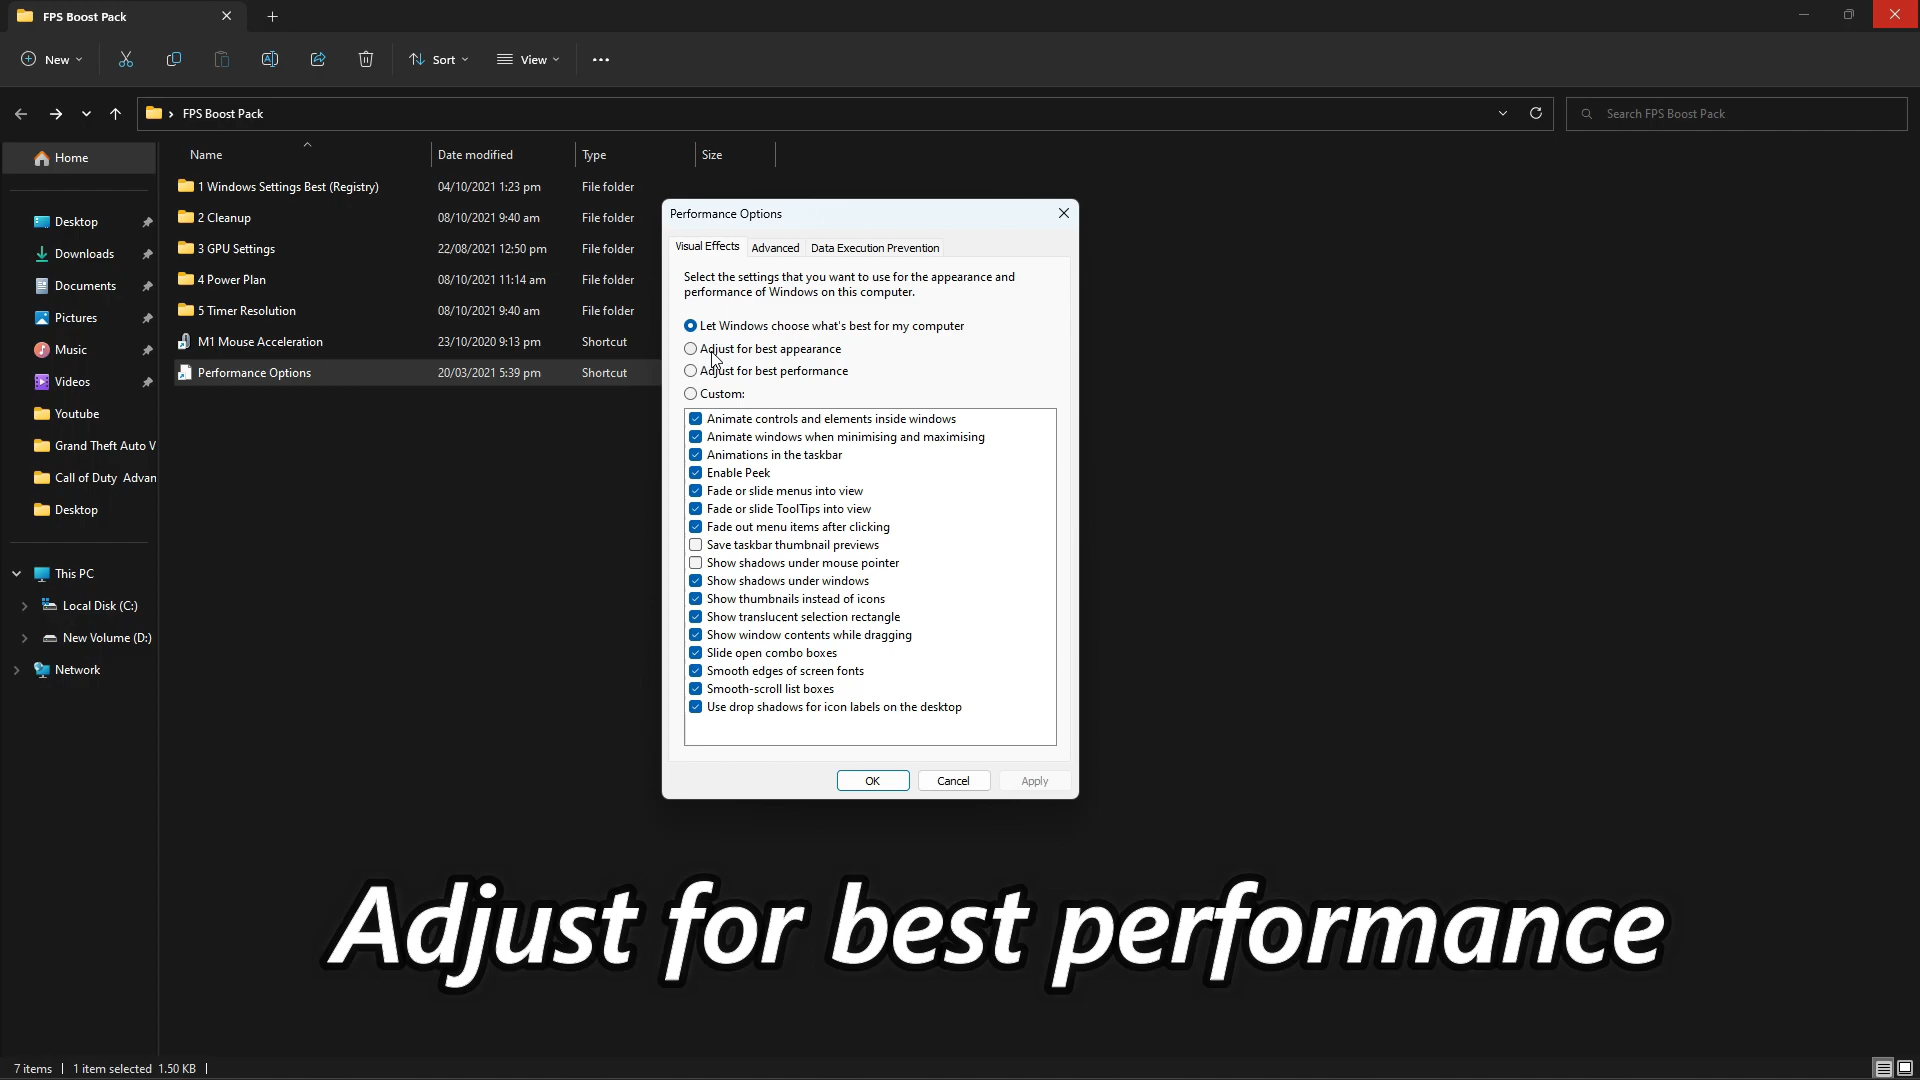 FPS Boost Pack
New
Sort
View
FPS Boost Pack
Search FPS Boost Pack
Name Date modified Type Size
1 Windows Settings Best (Registry) 04/10/2021 1:23 pm File folder
2 Cleanup 08/10/2021 9:40 am File folder
3 GPU Settings 22/08/2021 12:50 pm File folder
4 Power Plan 08/10/2021 11:14 am File folder
5 Timer Resolution 08/10/2021 9:40 am File folder
M1 Mouse Acceleration 23/10/2020 9:13 pm Shortcut
Performance Options 20/03/2021 5:39 pm Shortcut
Home
Desktop
Downloads
Documents
Pictures
Music
Videos
Youtube
Grand Theft Auto V
Call of Duty Advan
Desktop
This PC
Local Disk (C:)
New Volume (D:)
Network
Performance Options
Visual Effects Advanced Data Execution Prevention
Select the settings that you want to use for the appearance and
performance of Windows on this computer.
Let Windows choose what's best for my computer
Adjust for best appearance
Adjust for best performance
Custom:
Animate controls and elements inside windows
Animate windows when minimising and maximising
Animations in the taskbar
Enable Peek
Fade or slide menus into view
Fade or slide ToolTips into view
Fade out menu items after clicking
Save taskbar thumbnail previews
Show shadows under mouse pointer
Show shadows under windows
Show thumbnails instead of icons
Show translucent selection rectangle
Show window contents while dragging
Slide open combo boxes
Smooth edges of screen fonts
Smooth-scroll list boxes
Use drop shadows for icon labels on the desktop
OK Cancel Apply
Adjust for best performance
7 items 1 item selected 1.50 KB